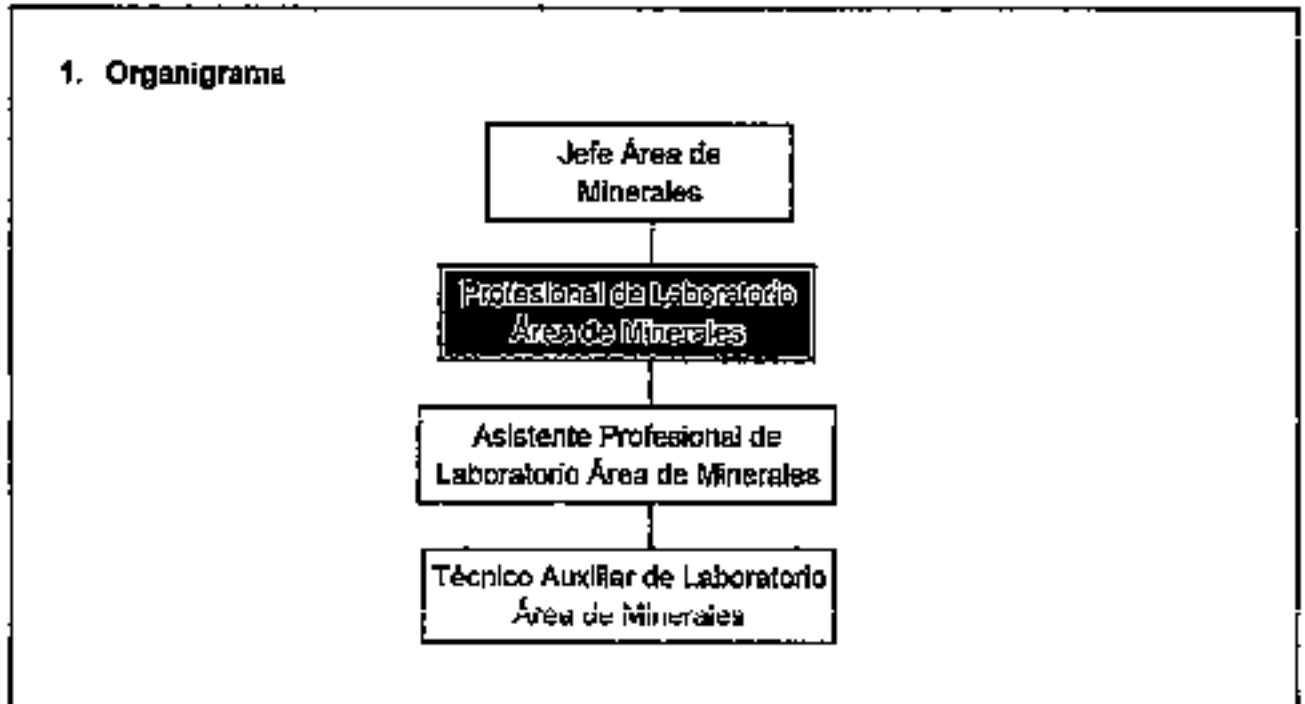 1. Organigrama
Jefe Área de
Minerales
Profesional de Laboratorio
Área de Minerales
Asistente Profesional de
Laboratorio Área de Minerales
Técnico Auxiliar de Laboratorio
Área de Minerales